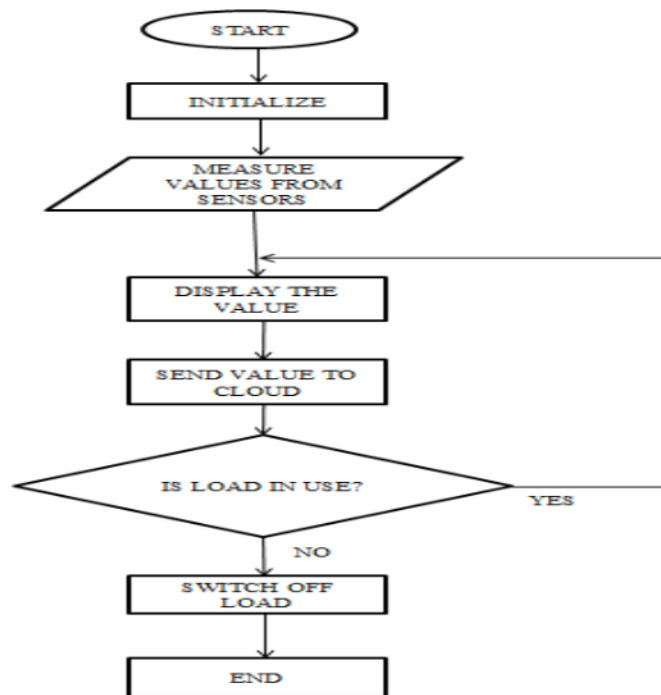 START
INITIALIZE
MEASURE
VALUES FROM
SENSORS
DISPLAY THE
VALUE
SEND VALUE TO
CLOUD
IS LOAD IN USE?
YES
NO
SWITCH OFF
LOAD
END